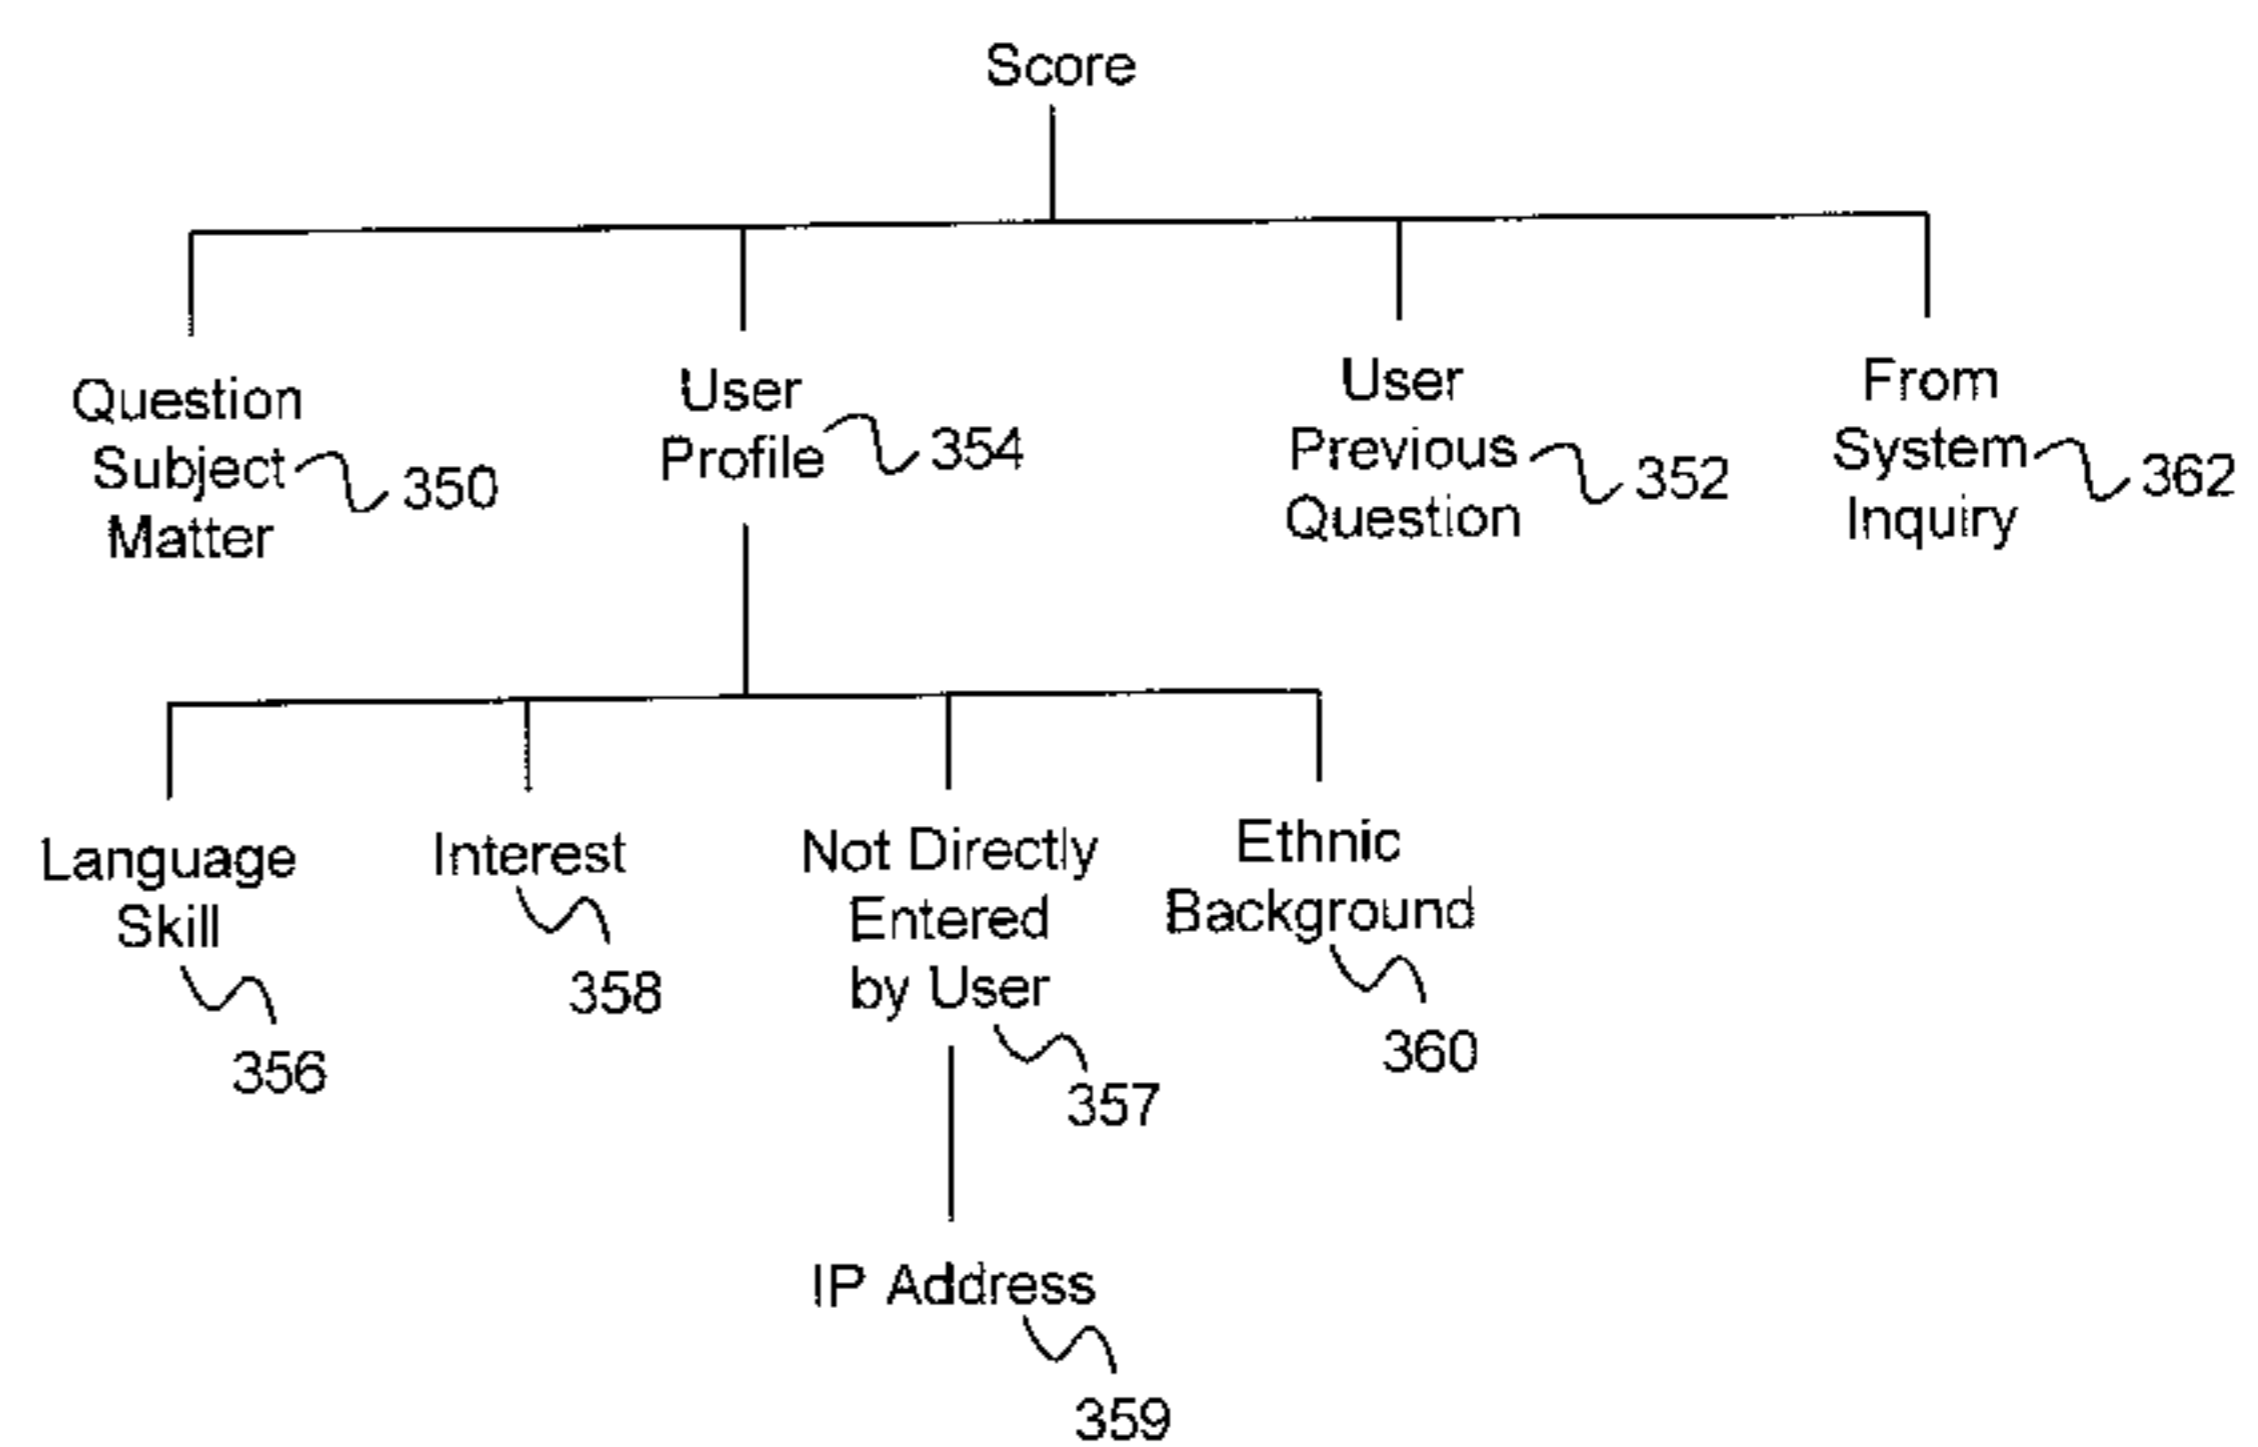 Score
Question
Subject
Matter
350
User
Profile
354
User
Previous
Question
352
From
System
Inquiry
362
Language
Skill
356
Interest
358
Not Directly
Entered
by User
357
Ethnic
Background
360
IP Address
359